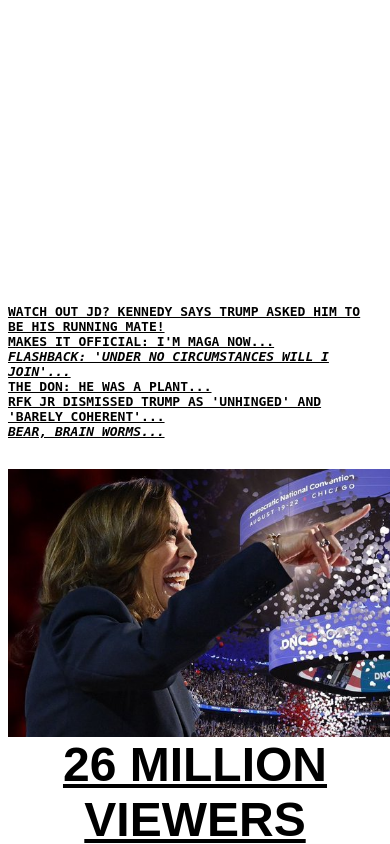 WATCH OUT JD? KENNEDY SAYS TRUMP ASKED HIM TO
BE HIS RUNNING MATE!
MAKES IT OFFICIAL: I'M MAGA NOW...
FLASHBACK: 'UNDER NO CIRCUMSTANCES WILL I
JOIN'...
THE DON: HE WAS A PLANT...
RFK JR DISMISSED TRUMP AS 'UNHINGED' AND
'BARELY COHERENT'...
BEAR, BRAIN WORMS...
Democratic National Convention
AUGUST 19-22 CHICAGO
DNC 2024
DNC
26 MILLION
VIEWERS